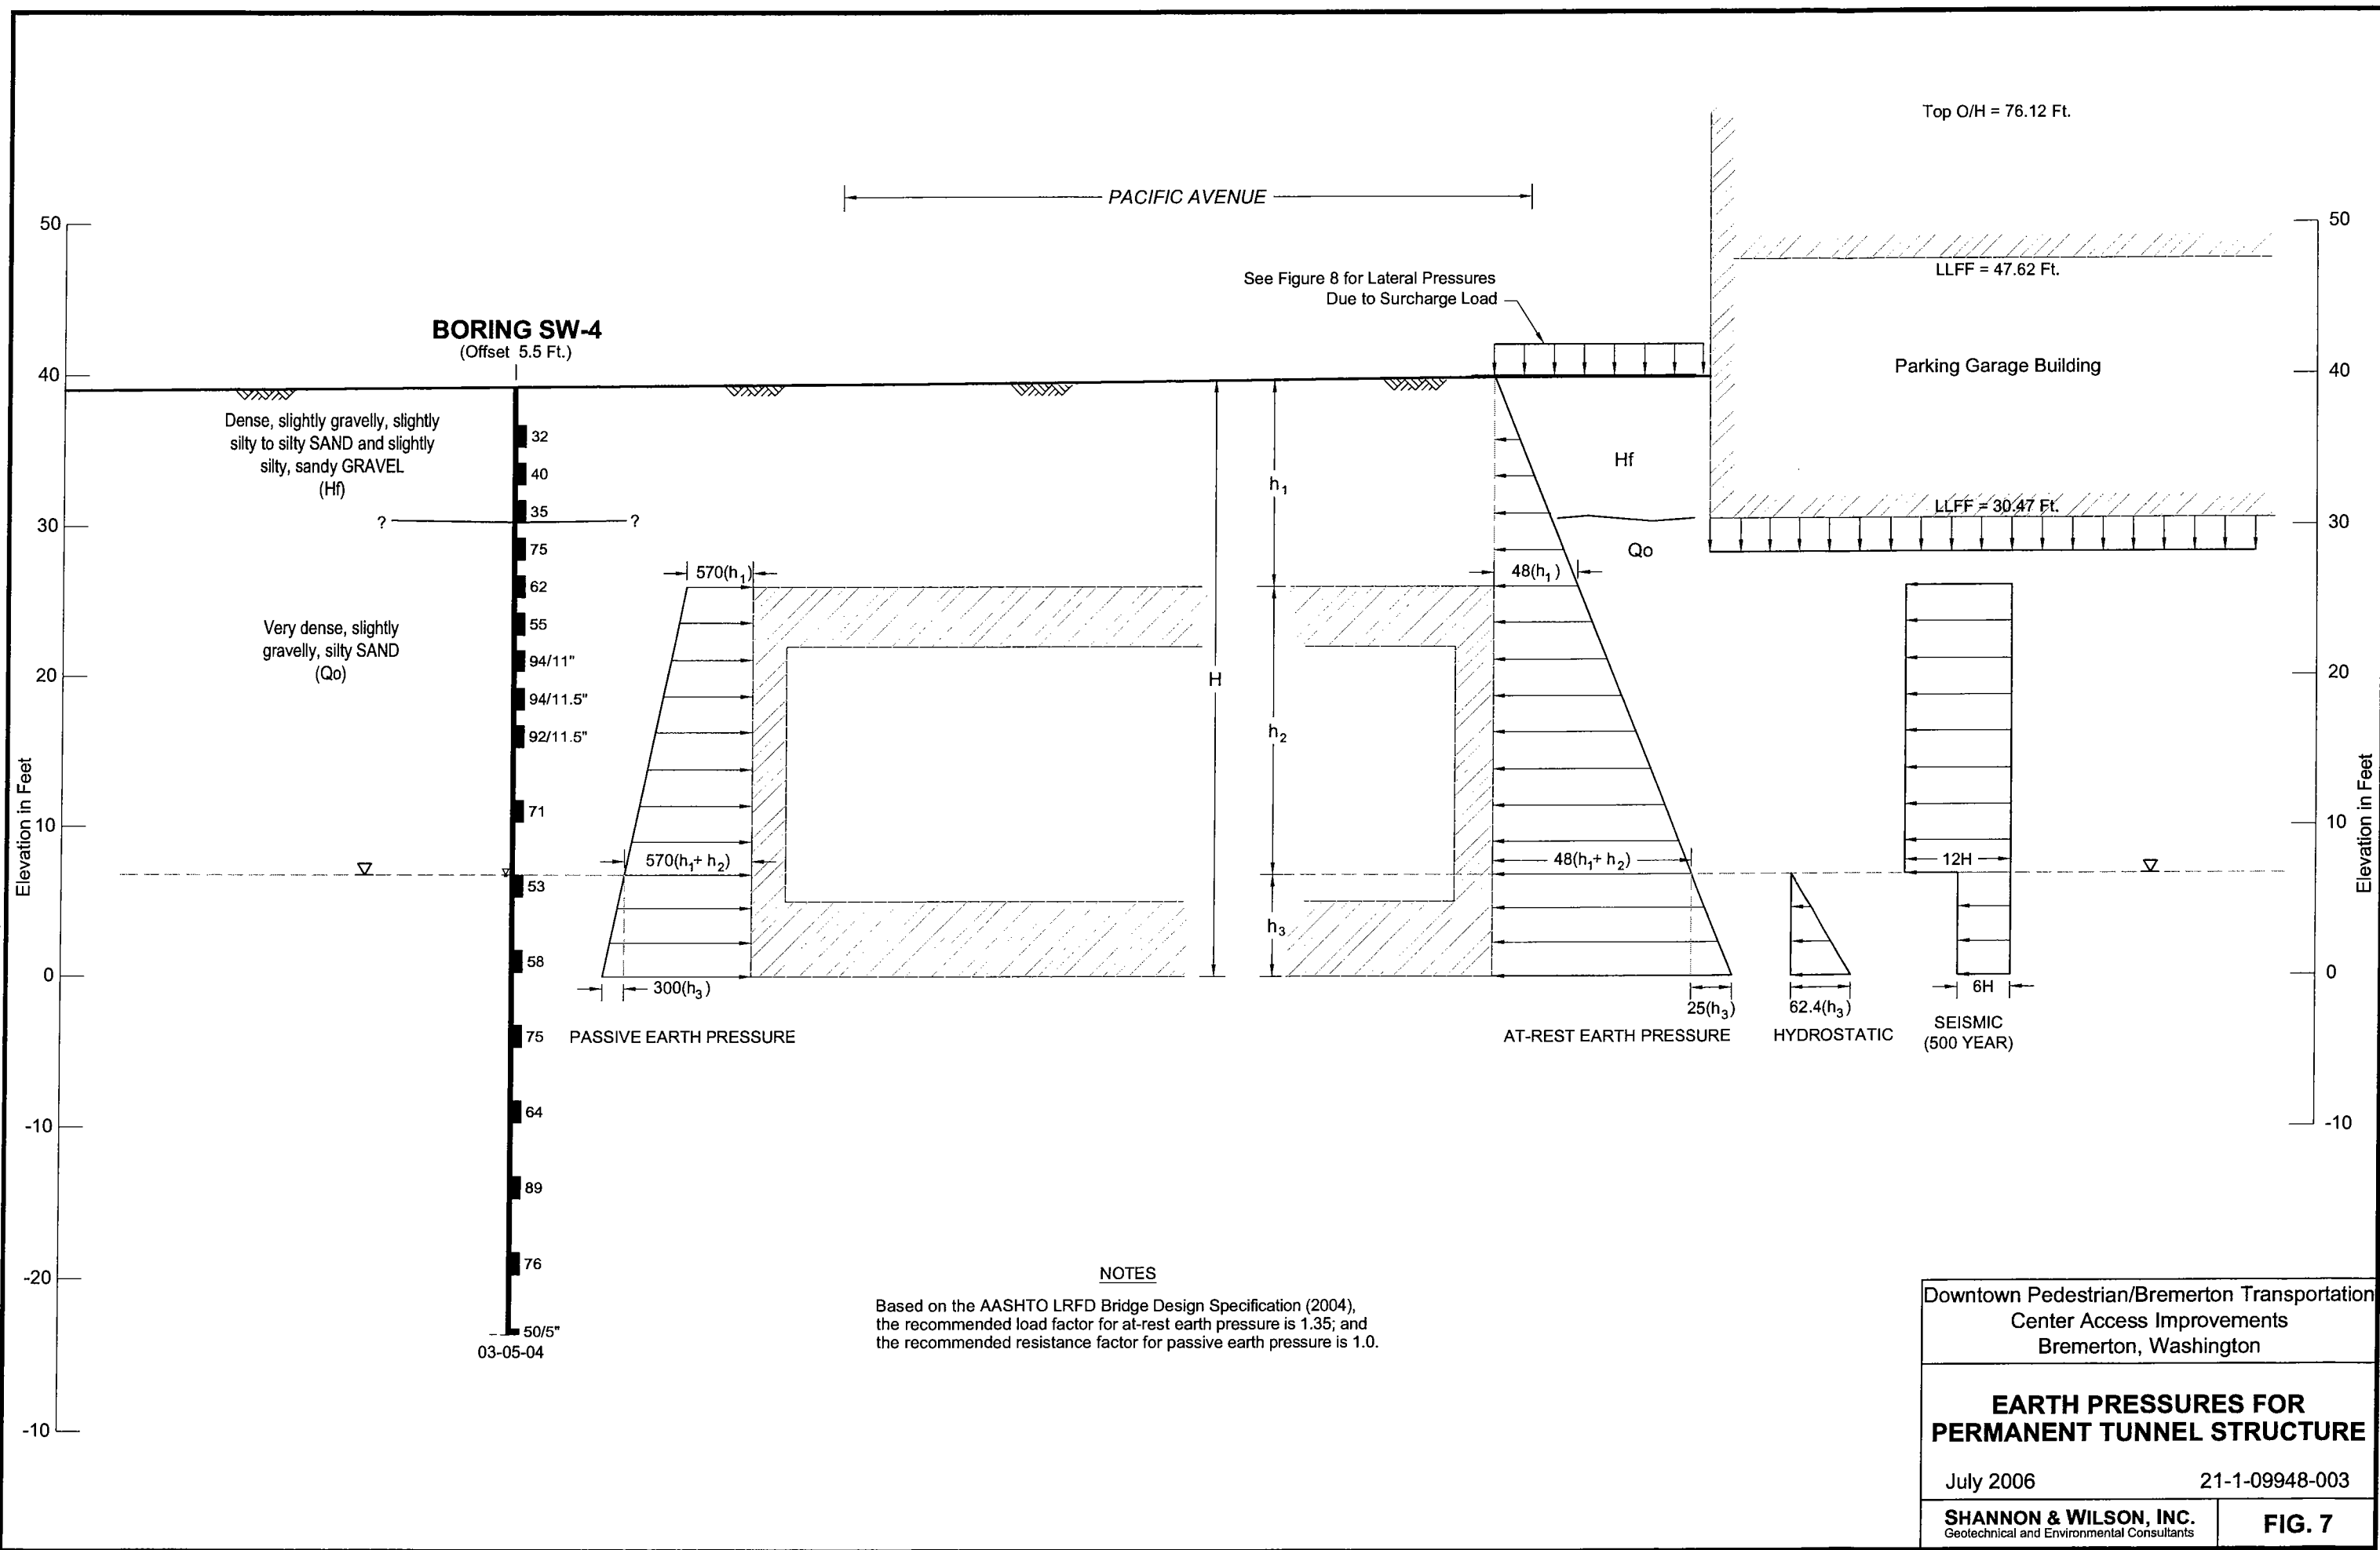 Top O/H = 76.12 Ft.
PACIFIC AVENUE
50
50
LLFF = 47.62 Ft.
See Figure 8 for Lateral Pressures
Due to Surcharge Load
BORING SW-4
(Offset 5.5 Ft.)
40
Parking Garage Building
40
Dense, slightly gravelly, slightly
silty to silty SAND and slightly
silty, sandy GRAVEL
(Hf)
32
40
35
Hf
h1
LLFF = 30.47 Ft.
?
?
30
30
75
Qo
570(h1)
48(h1)
62
55
Very dense, slightly
gravelly, silty SAND
(Qo)
94/11"
20
H
20
94/11.5"
92/11.5"
h2
Elevation in Feet
Elevation in Feet
71
10
10
570(h1+ h2)
48(h1+ h2)
12H
53
h3
58
0
0
300(h3)
25(h3)
62.4(h3)
6H
75
PASSIVE EARTH PRESSURE
AT-REST EARTH PRESSURE
HYDROSTATIC
SEISMIC
(500 YEAR)
64
-10
-10
89
76
-20
50/5"
03-05-04
-10
NOTES
Based on the AASHTO LRFD Bridge Design Specification (2004),
the recommended load factor for at-rest earth pressure is 1.35; and
the recommended resistance factor for passive earth pressure is 1.0.
Downtown Pedestrian/Bremerton Transportation
Center Access Improvements
Bremerton, Washington
EARTH PRESSURES FOR
PERMANENT TUNNEL STRUCTURE
July 2006
21-1-09948-003
SHANNON & WILSON, INC.
Geotechnical and Environmental Consultants
FIG. 7